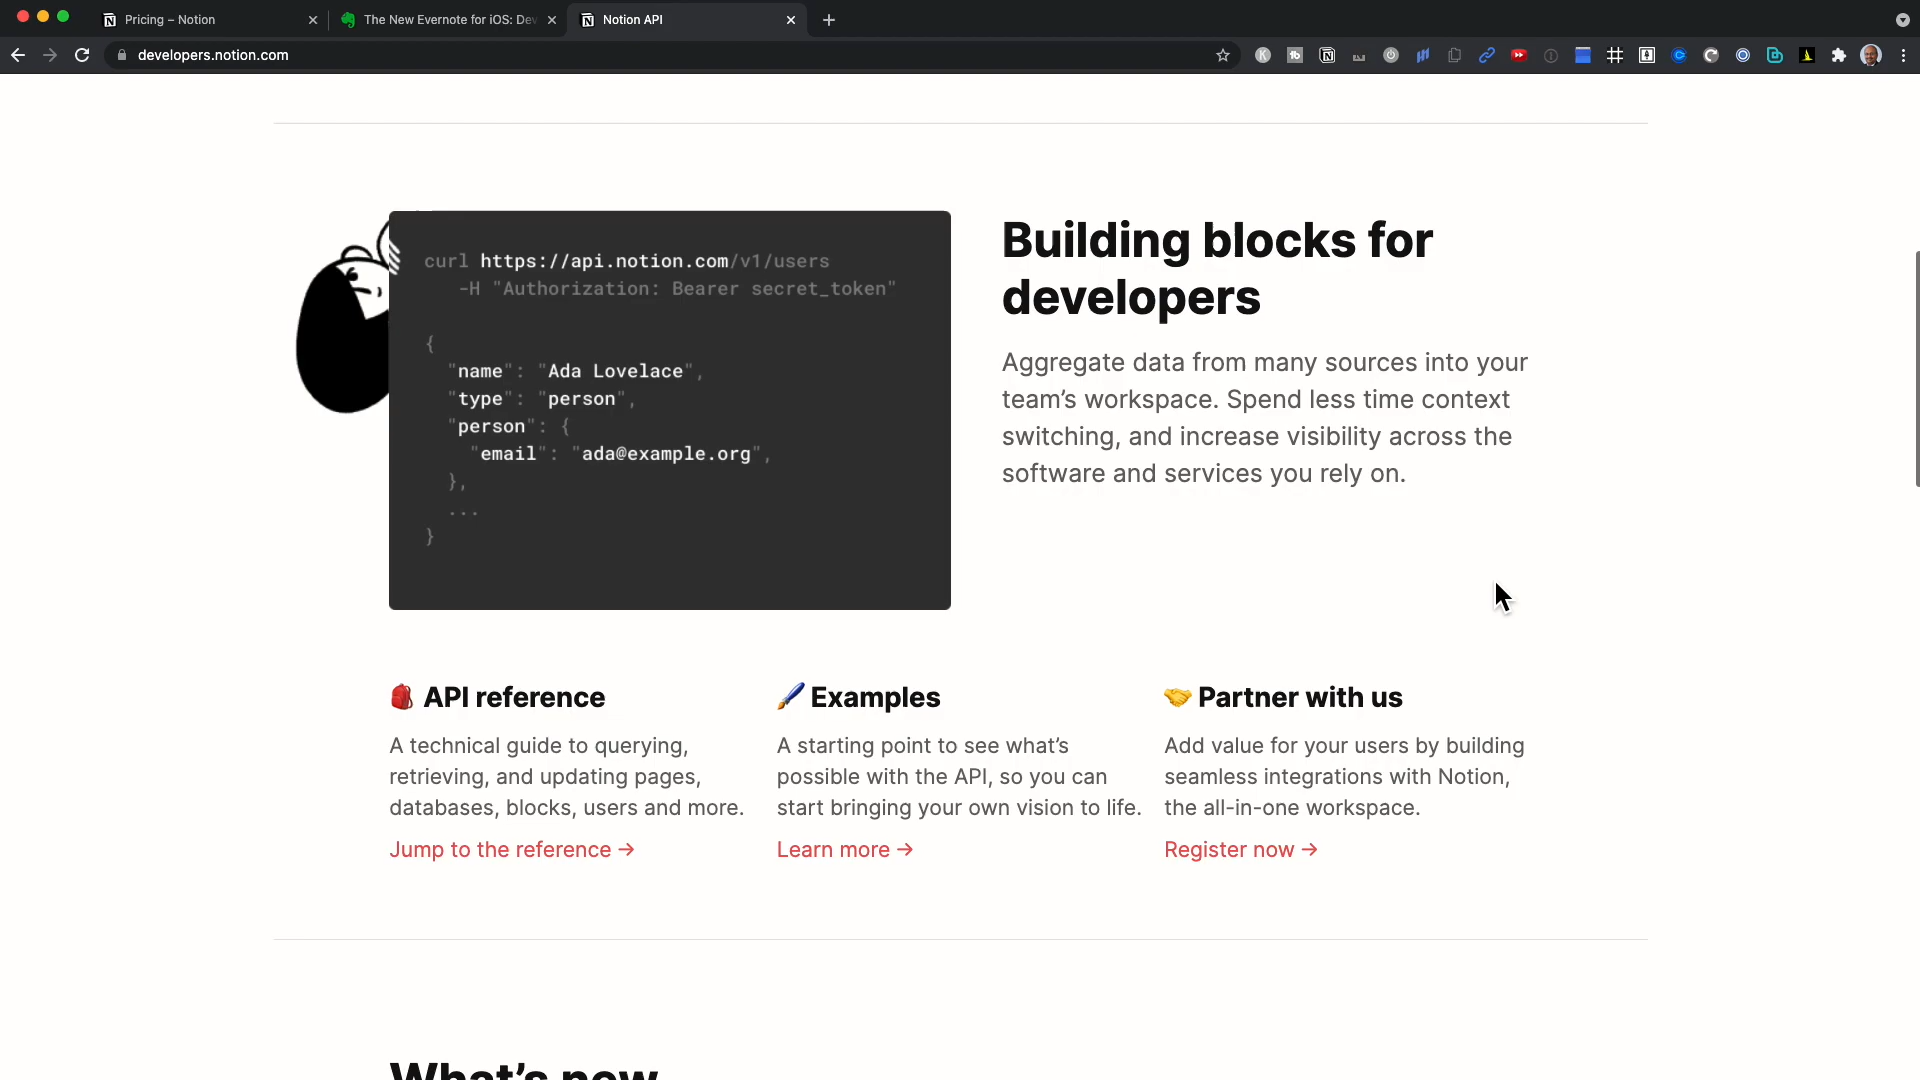 Pricing – Notion
The New Evernote for iOS: Dev
Notion API
developers.notion.com
curl https://api.notion.com/v1/users
-H "Authorization: Bearer secret_token"
{
"name": "Ada Lovelace",
"type": "person",
"person": {
"email": "ada@example.org",
},
...
}
Building blocks for
developers
Aggregate data from many sources into your
team’s workspace. Spend less time context
switching, and increase visibility across the
software and services you rely on.
API reference
A technical guide to querying,
retrieving, and updating pages,
databases, blocks, users and more.
Jump to the reference →
Examples
A starting point to see what’s
possible with the API, so you can
start bringing your own vision to life.
Learn more →
Partner with us
Add value for your users by building
seamless integrations with Notion,
the all-in-one workspace.
Register now →
What’s new